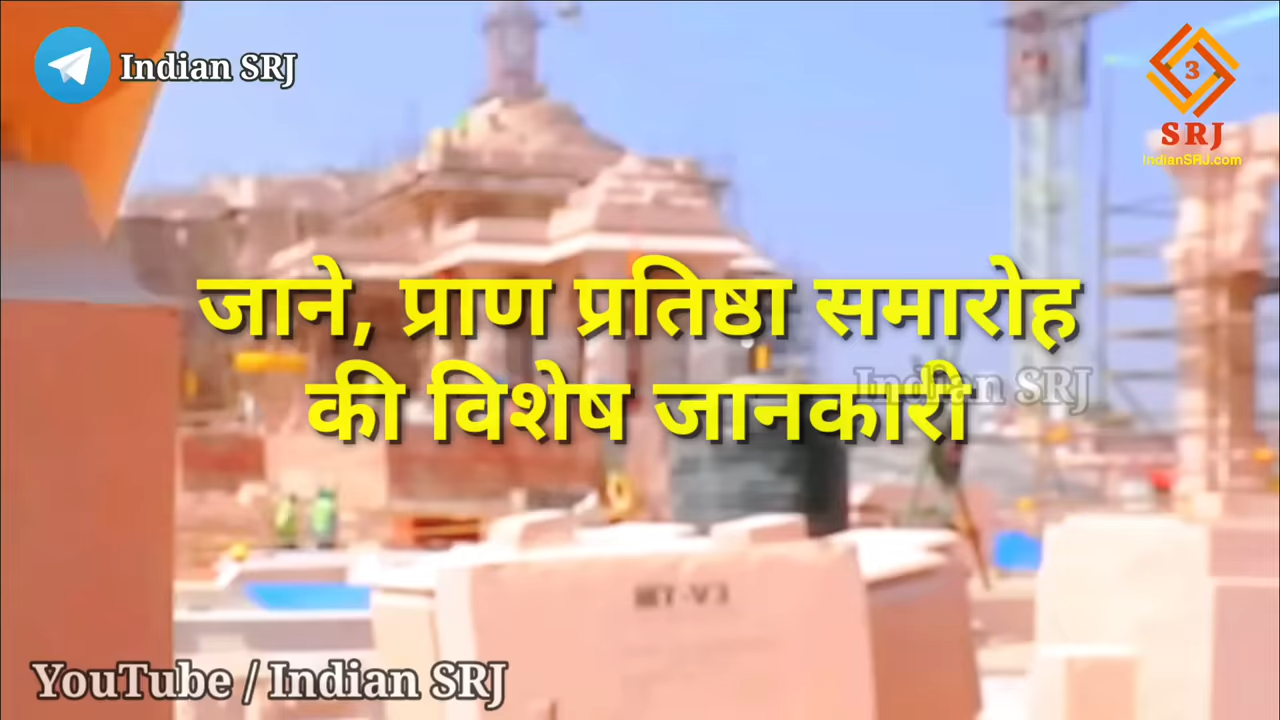 Indian SRJ
3
SRJ
IndianSRJ.com
जाने, प्राण प्रतिष्ठा समारोह
की विशेष जानकारी
Indian SRJ
YouTube / Indian SRJ